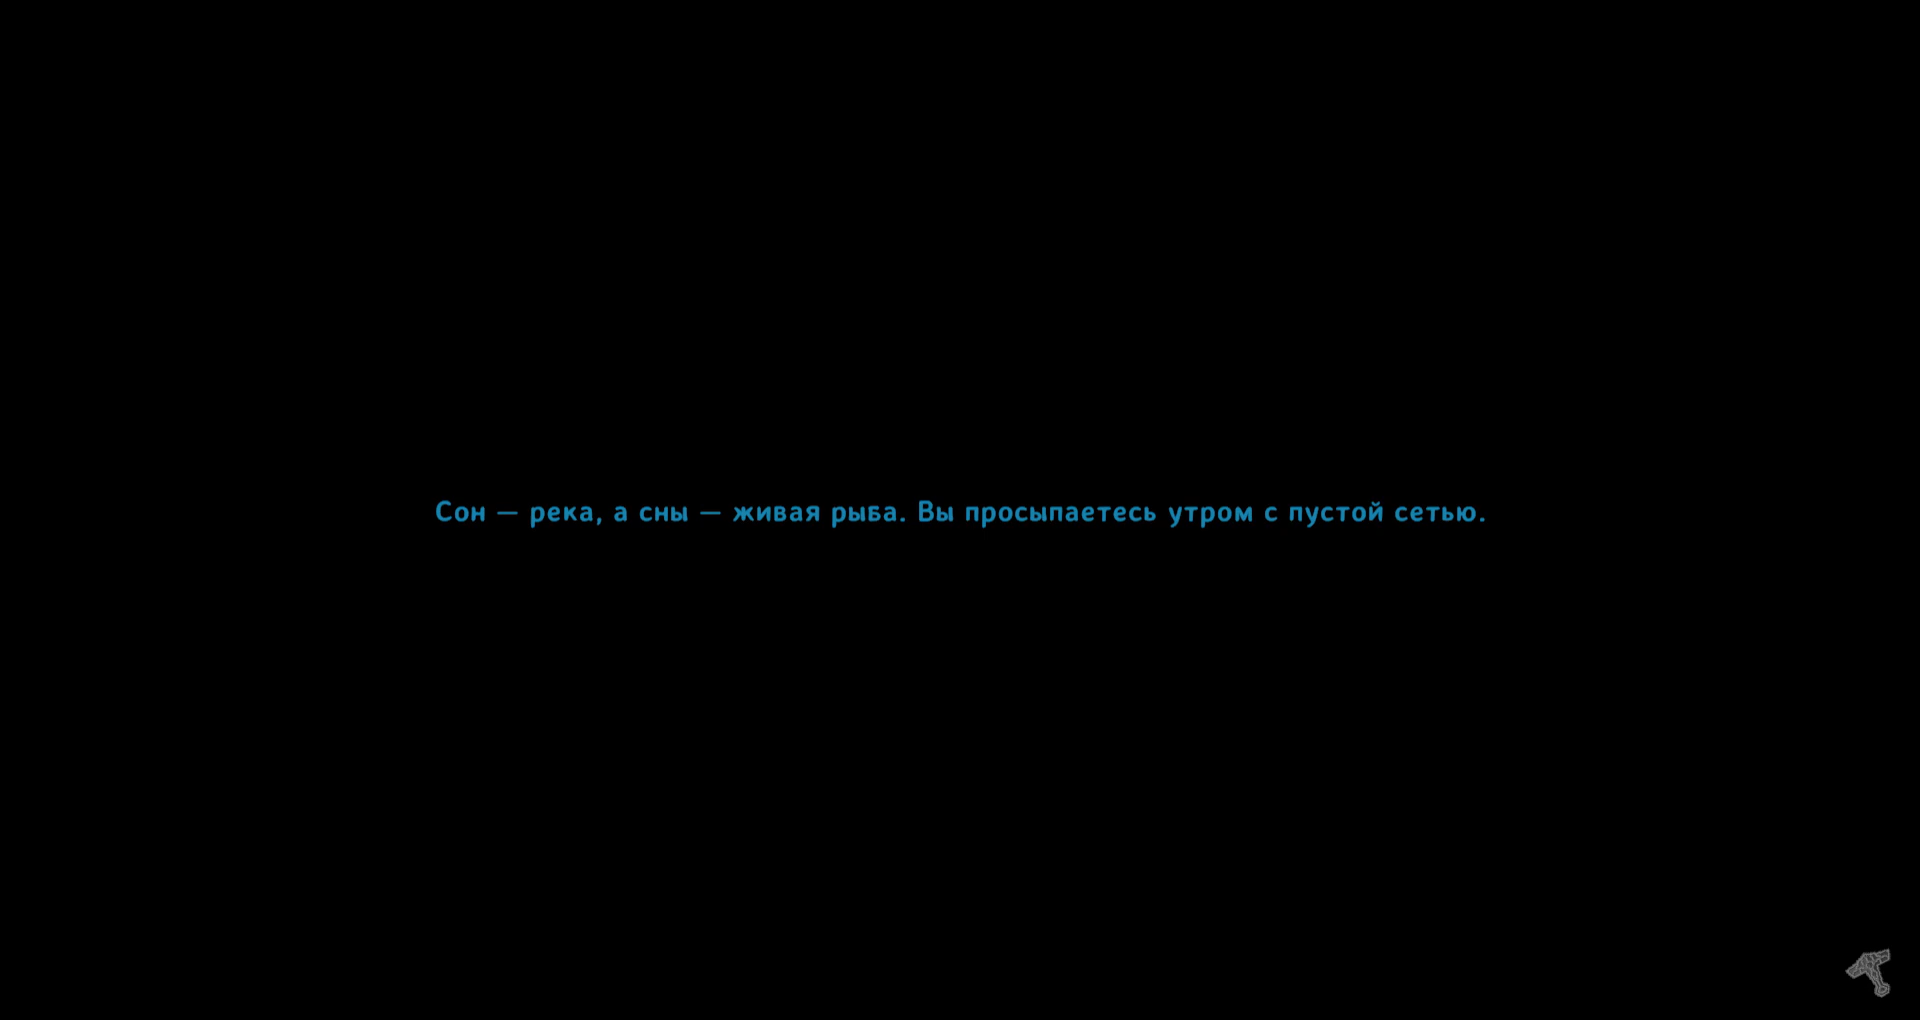 Сон — река, а сны — живая рыба. Вы просыпаетесь утром с пустой сетью.